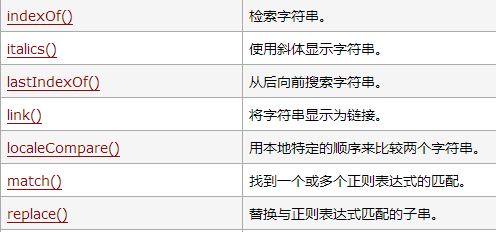 indexOf() 检索字符串。
italics() 使用斜体显示字符串。
lastIndexOf() 从后向前搜索字符串。
link() 将字符串显示为链接。
localeCompare() 用本地特定的顺序来比较两个字符串。
match() 找到一个或多个正则表达式的匹配。
replace() 替换与正则表达式匹配的子串。